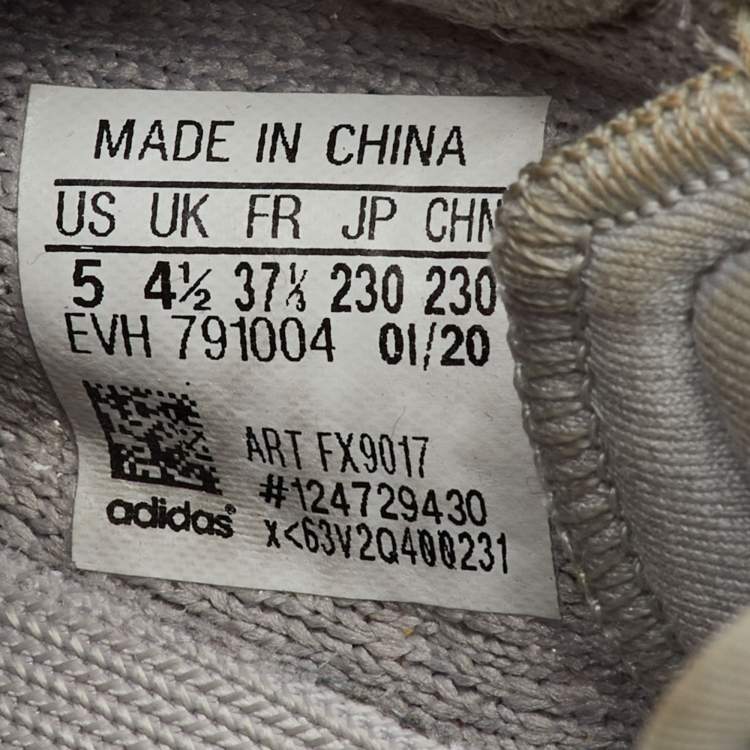 MADE IN CHINA
US UK FR JP CHN
5 4½ 37⅓ 230 230
EVH 791004 01/20
ART FX9017
#124729430
adidas
x<63V2Q400231